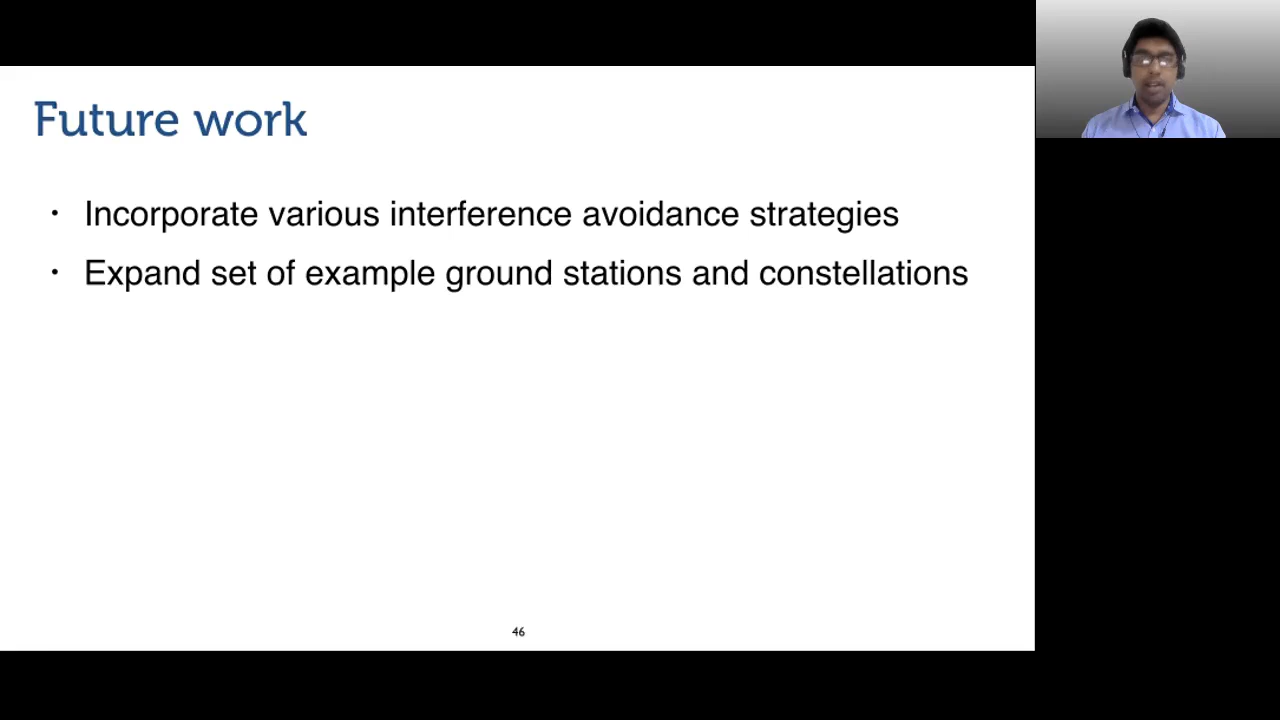 Future work
• Incorporate various interference avoidance strategies
• Expand set of example ground stations and constellations
46